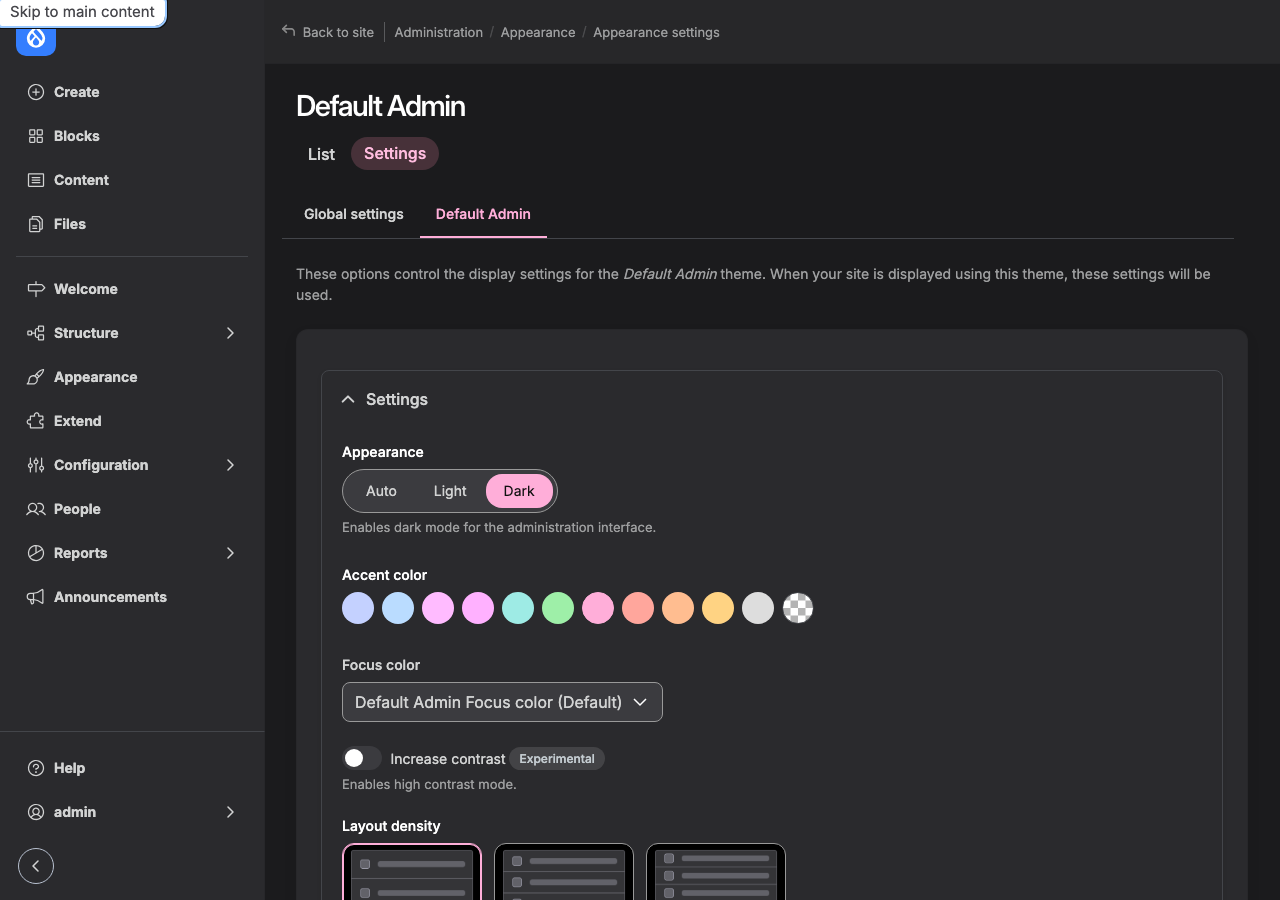 Skip to main content
Back to site
Administration / Appearance / Appearance settings
Create
Blocks
Content
Files
Welcome
Structure
Appearance
Extend
Configuration
People
Reports
Announcements
Help
admin
Default Admin
List
Settings
Global settings
Default Admin
These options control the display settings for the Default Admin theme. When your site is displayed using this theme, these settings will be
used.
Settings
Appearance
Auto
Light
Dark
Enables dark mode for the administration interface.
Accent color
Focus color
Default Admin Focus color (Default)
Increase contrast
Experimental
Enables high contrast mode.
Layout density